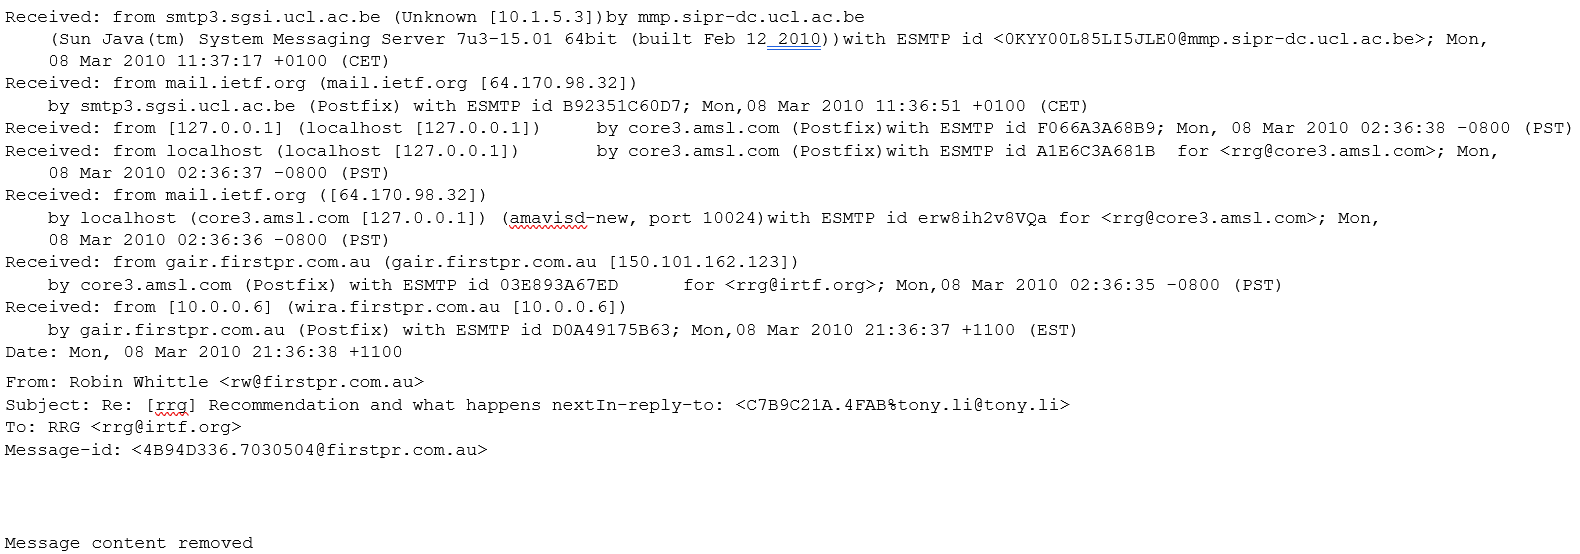 Received: from smtp3.sgsi.ucl.ac.be (Unknown [10.1.5.3])by mmp.sipr-dc.ucl.ac.be
(Sun Java(tm) System Messaging Server 7u3-15.01 64bit (built Feb 12 2010))with ESMTP id <0KYY00L85LI5JLE0@mmp.sipr-dc.ucl.ac.be>; Mon,
08 Mar 2010 11:37:17 +0100 (CET)
Received: from mail.ietf.org (mail.ietf.org [64.170.98.32])
by smtp3.sgsi.ucl.ac.be (Postfix) with ESMTP id B92351C60D7; Mon,08 Mar 2010 11:36:51 +0100 (CET)
Received: from [127.0.0.1] (localhost [127.0.0.1]) by core3.amsl.com (Postfix)with ESMTP id F066A3A68B9; Mon, 08 Mar 2010 02:36:38 -0800 (PST)
Received: from localhost (localhost [127.0.0.1]) by core3.amsl.com (Postfix)with ESMTP id A1E6C3A681B for <rrg@core3.amsl.com>; Mon,
08 Mar 2010 02:36:37 -0800 (PST)
Received: from mail.ietf.org ([64.170.98.32])
by localhost (core3.amsl.com [127.0.0.1]) (amavisd-new, port 10024)with ESMTP id erw8ih2v8VQa for <rrg@core3.amsl.com>; Mon,
08 Mar 2010 02:36:36 -0800 (PST)
Received: from gair.firstpr.com.au (gair.firstpr.com.au [150.101.162.123])
by core3.amsl.com (Postfix) with ESMTP id 03E893A67ED for <rrg@irtf.org>; Mon,08 Mar 2010 02:36:35 -0800 (PST)
Received: from [10.0.0.6] (wira.firstpr.com.au [10.0.0.6])
by gair.firstpr.com.au (Postfix) with ESMTP id D0A49175B63; Mon,08 Mar 2010 21:36:37 +1100 (EST)
Date: Mon, 08 Mar 2010 21:36:38 +1100
From: Robin Whittle <rw@firstpr.com.au>
Subject: Re: [rrg] Recommendation and what happens nextIn-reply-to: <C7B9C21A.4FAB%tony.li@tony.li>
To: RRG <rrg@irtf.org>
Message-id: <4B94D336.7030504@firstpr.com.au>
Message content removed